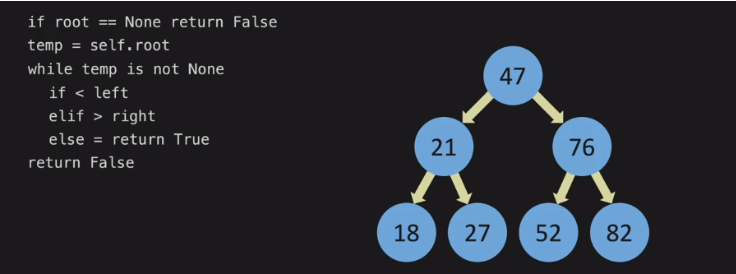 if root == None return False
temp = self.root
while temp is not None
if < left
elif > right
else = return True
return False
47
21 76
18 27 52 82